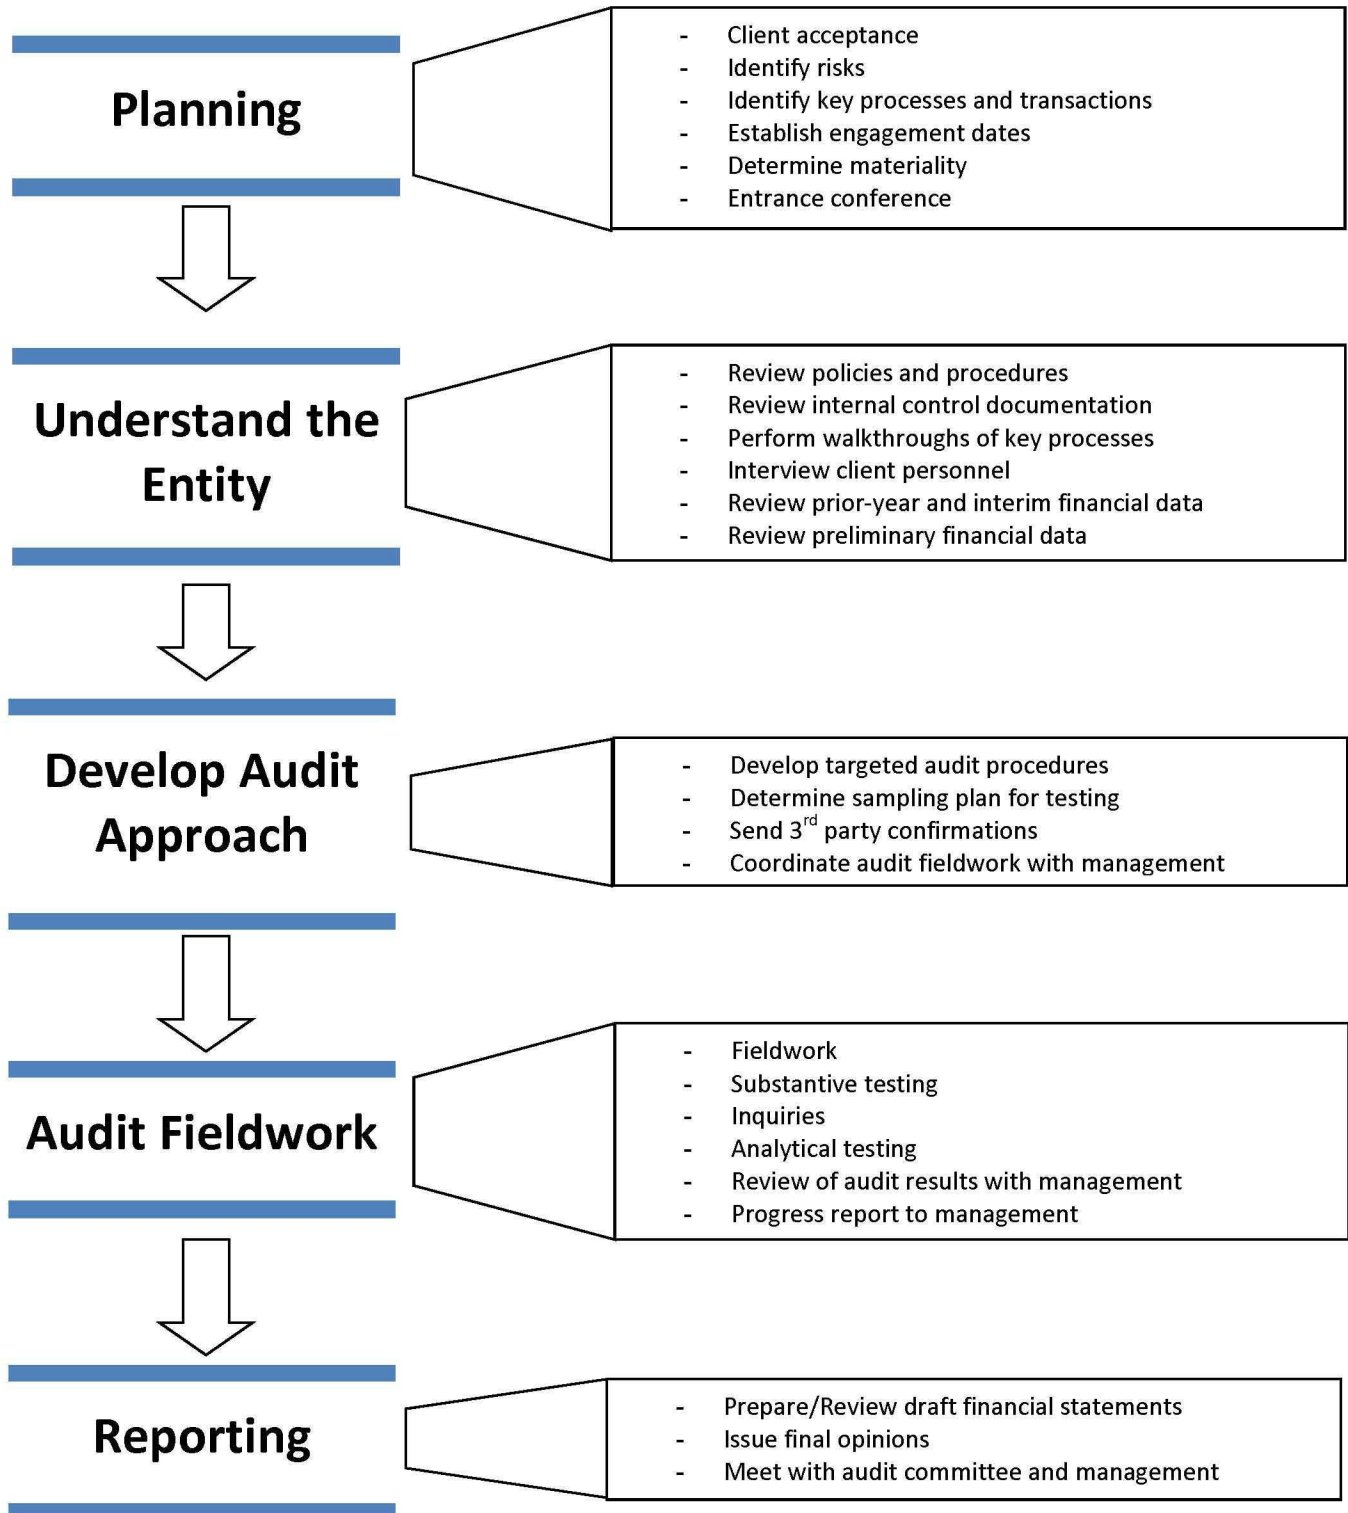 Planning
- Client acceptance
- Identify risks
- Identify key processes and transactions
- Establish engagement dates
- Determine materiality
- Entrance conference
Understand the
Entity
- Review policies and procedures
- Review internal control documentation
- Perform walkthroughs of key processes
- Interview client personnel
- Review prior-year and interim financial data
- Review preliminary financial data
Develop Audit
Approach
- Develop targeted audit procedures
- Determine sampling plan for testing
- Send 3rd party confirmations
- Coordinate audit fieldwork with management
Audit Fieldwork
- Fieldwork
- Substantive testing
- Inquiries
- Analytical testing
- Review of audit results with management
- Progress report to management
Reporting
- Prepare/Review draft financial statements
- Issue final opinions
- Meet with audit committee and management